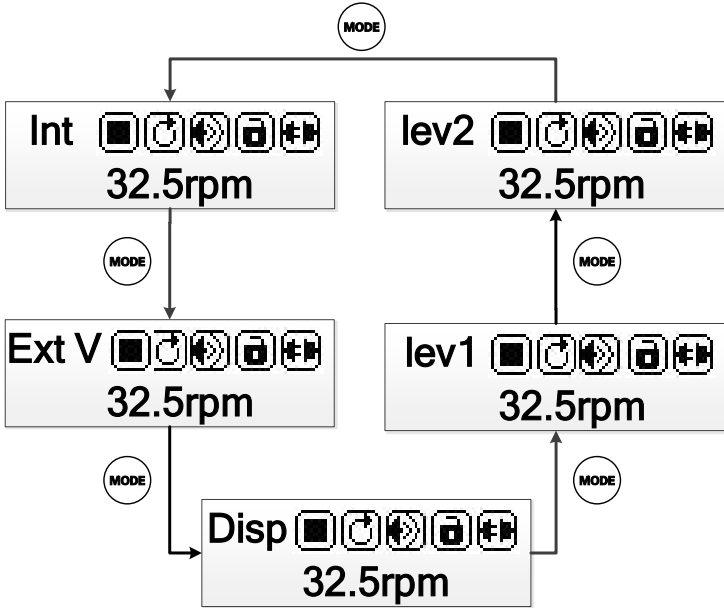 MODE
Int
32.5rpm
lev2
32.5rpm
MODE
MODE
Ext V
32.5rpm
lev1
32.5rpm
MODE
MODE
Disp
32.5rpm